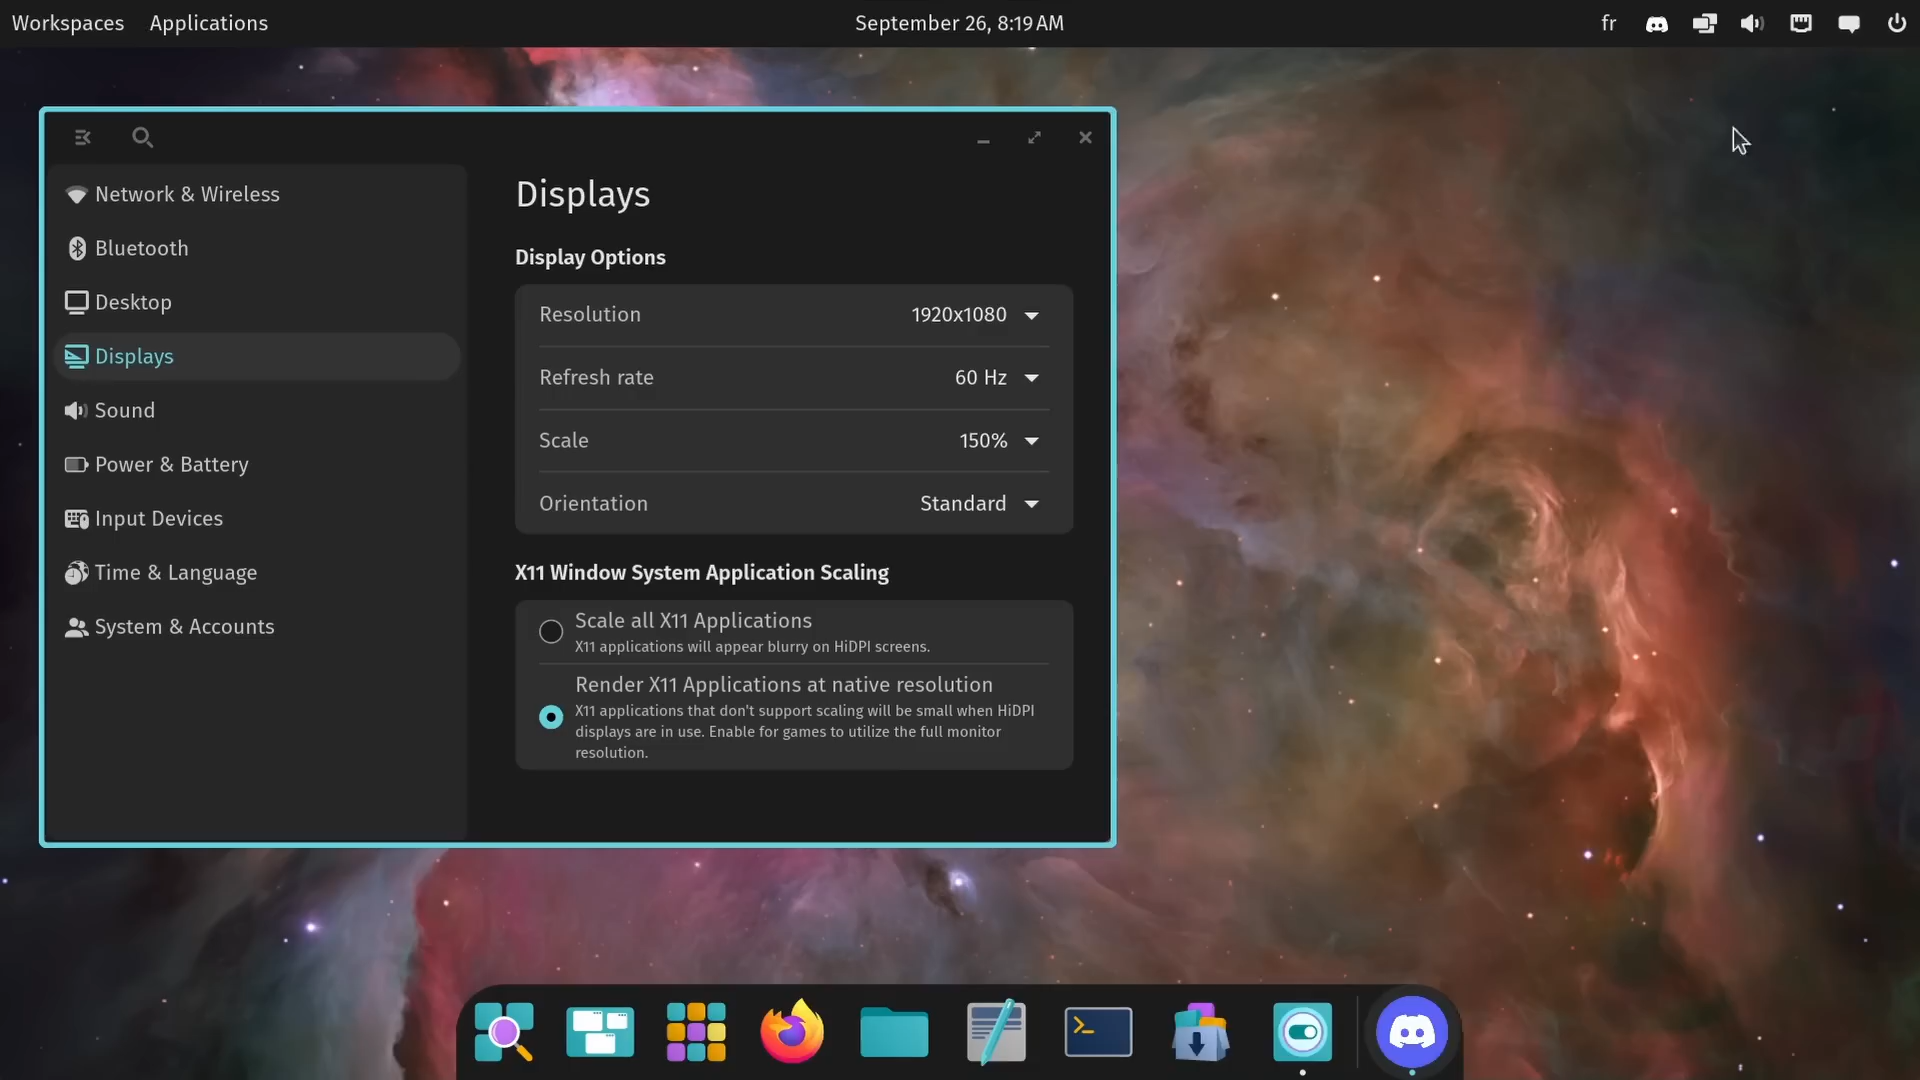 Workspaces Applications September 26, 8:19 AM fr
Network & Wireless
Bluetooth
Desktop
Displays
Sound
Power & Battery
Input Devices
Time & Language
System & Accounts
Displays
Display Options
Resolution 1920x1080
Refresh rate 60 Hz
Scale 150%
Orientation Standard
X11 Window System Application Scaling
Scale all X11 Applications
X11 applications will appear blurry on HiDPI screens.
Render X11 Applications at native resolution
X11 applications that don't support scaling will be small when HiDPI
displays are in use. Enable for games to utilize the full monitor
resolution.